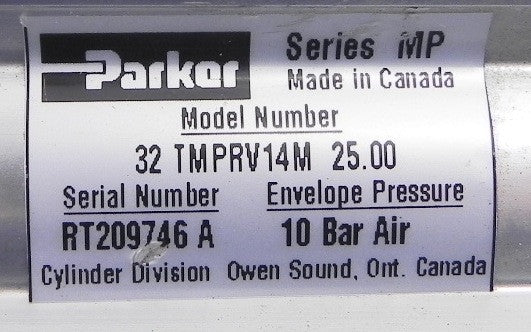 Parker Series MP
Made in Canada
Model Number
32 TMPRV14M 25.00
Serial Number Envelope Pressure
RT209746 A 10 Bar Air
Cylinder Division Owen Sound, Ont. Canada